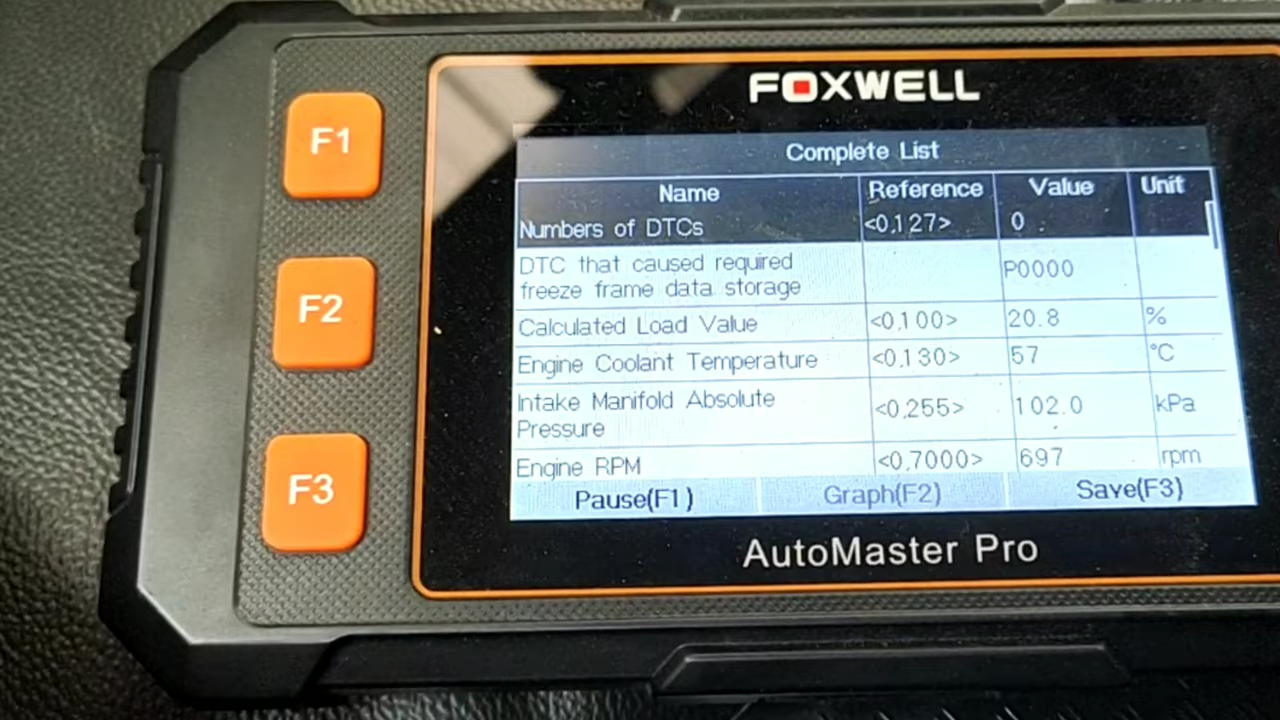 FOXWELL
F1
F2
F3
Complete List
Name Reference Value Unit
Numbers of DTCs <0,127> 0
DTC that caused required
freeze frame data storage P0000
Calculated Load Value <0,100> 20.8 %
Engine Coolant Temperature <0,130> 57 °C
Intake Manifold Absolute
Pressure <0,255> 102.0 kPa
Engine RPM <0,7000> 697 rpm
Pause(F1) Graph(F2) Save(F3)
AutoMaster Pro